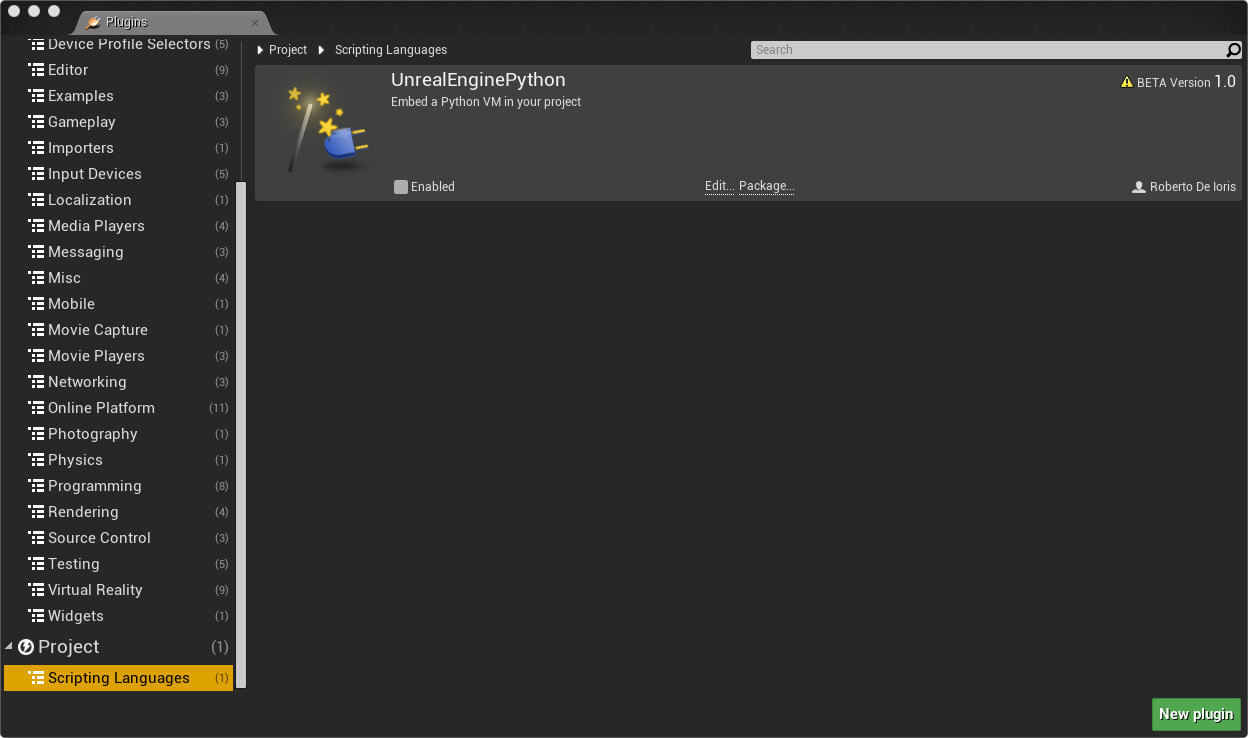 Plugins
Device Profile Selectors (5)
Editor (9)
Examples (3)
Gameplay (3)
Importers (1)
Input Devices (5)
Localization (1)
Media Players (4)
Messaging (3)
Misc (4)
Mobile (1)
Movie Capture (1)
Movie Players (3)
Networking (3)
Online Platform (11)
Photography (1)
Physics (1)
Programming (8)
Rendering (4)
Source Control (3)
Testing (5)
Virtual Reality (9)
Widgets (1)
Project (1)
Scripting Languages (1)
Project Scripting Languages
Search
UnrealEnginePython
BETA Version 1.0
Embed a Python VM in your project
Enabled
Edit... Package...
Roberto De Ioris
New plugin